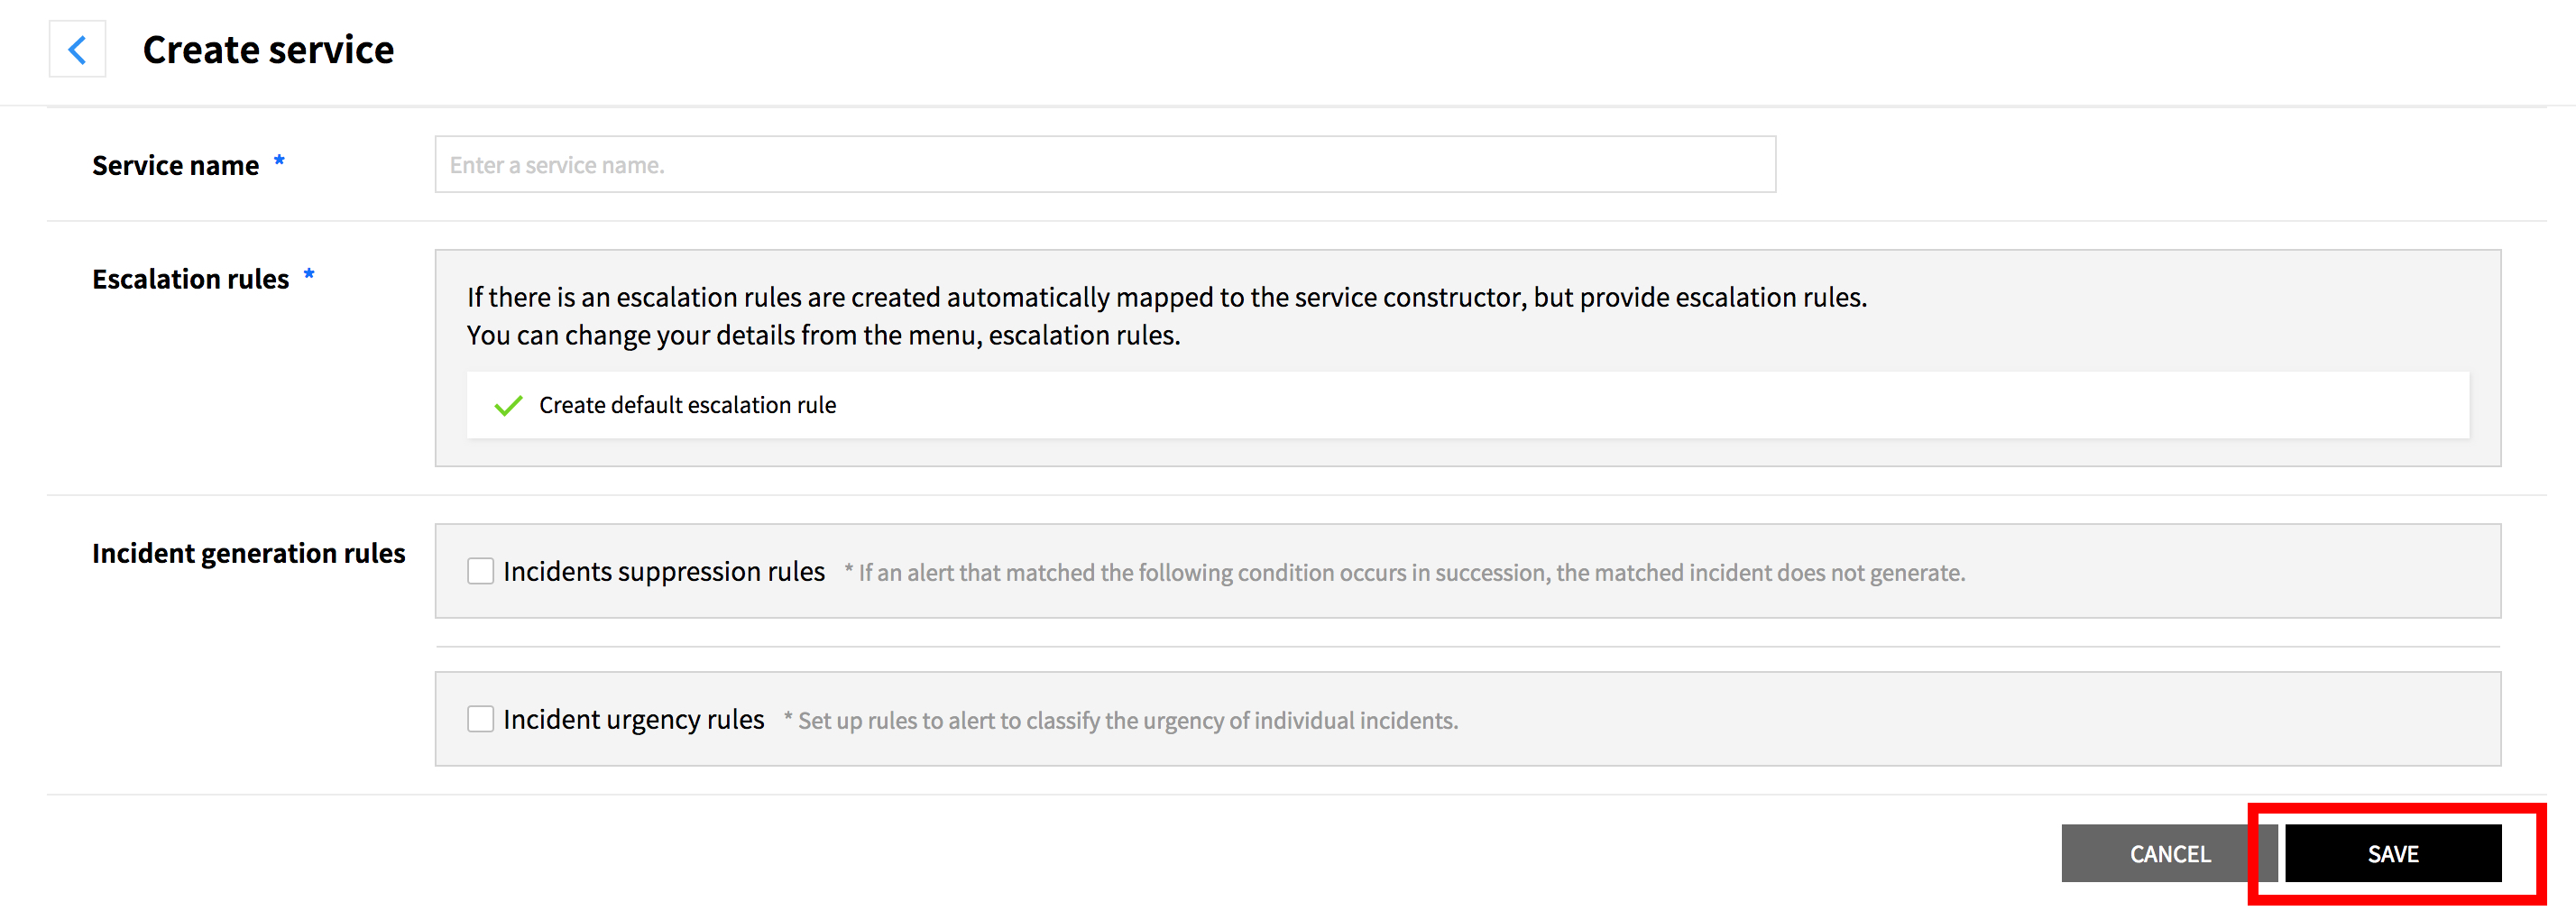 Create service
Service name *
Enter a service name.
Escalation rules *
If there is an escalation rules are created automatically mapped to the service constructor, but provide escalation rules.
You can change your details from the menu, escalation rules.
Create default escalation rule
Incident generation rules
Incidents suppression rules * If an alert that matched the following condition occurs in succession, the matched incident does not generate.
Incident urgency rules * Set up rules to alert to classify the urgency of individual incidents.
CANCEL
SAVE